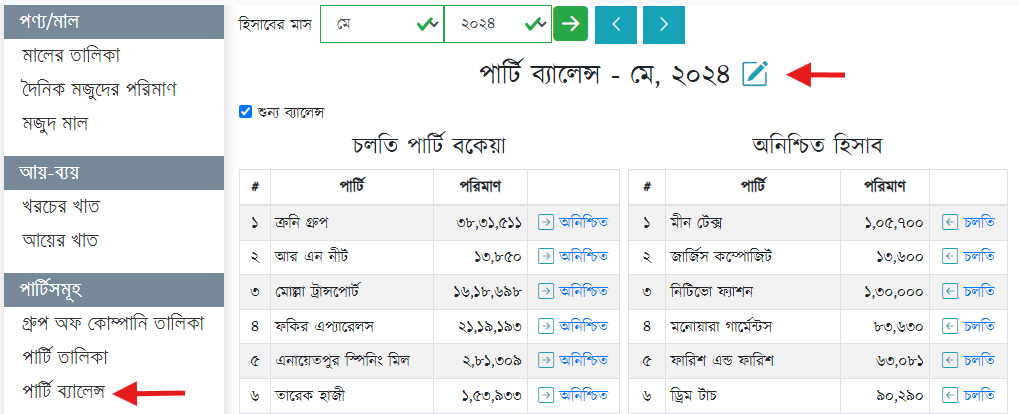 পণ্য/মাল
মালের তালিকা
দৈনিক মজুদের পরিমাণ
মজুদ মাল
আয়-ব্যয়
খরচের খাত
আয়ের খাত
পার্টিসমূহ
গ্রুপ অফ কোম্পানি তালিকা
পার্টি তালিকা
পার্টি ব্যালেন্স
হিসাবের মাস মে ২০২৪
পার্টি ব্যালেন্স - মে, ২০২৪
শুন্য ব্যালেন্স
চলতি পার্টি বকেয়া
# পার্টি পরিমাণ
১ ক্রনি গ্রুপ ৩৮,৩১,৫১১ অনিশ্চিত
২ আর এন নীট ১৩,৮৫০ অনিশ্চিত
৩ মোল্লা ট্রান্সপোর্ট ১৬,১৮,৬৯৮ অনিশ্চিত
৪ ফকির এপ্যারেলস ২১,১৯,১৯৩ অনিশ্চিত
৫ এনায়েতপুর স্পিনিং মিল ২,৮১,৩০৯ অনিশ্চিত
৬ তারেক হাজী ১,৫৩,৯৩৩ অনিশ্চিত
অনিশ্চিত হিসাব
# পার্টি পরিমাণ
১ মীন টেক্স ১,০৫,৭০০ চলতি
২ জার্জিস কম্পোজিট ১৩,৬০০ চলতি
৩ নিটিভো ফ্যাশন ১,৩০,০০০ চলতি
৪ মনোয়ারা গার্মেন্টস ৮৩,৬৩০ চলতি
৫ ফারিশ এন্ড ফারিশ ৬৩,০৮১ চলতি
৬ ড্রিম টাচ ৯০,২৯০ চলতি